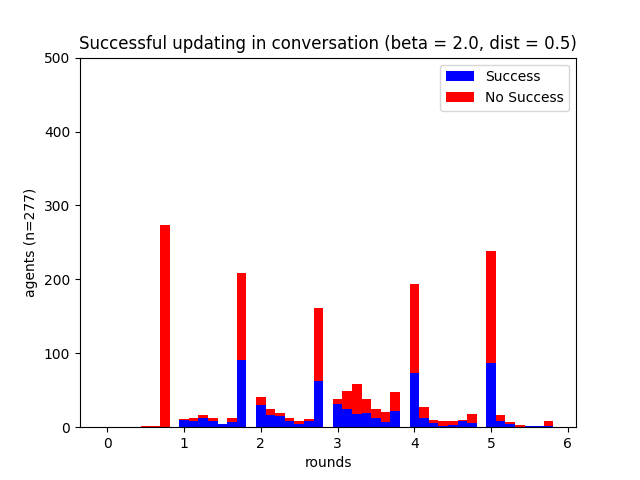 Successful updating in conversation (beta = 2.0, dist = 0.5)
Success
No Success
500
400
300
200
100
0
agents (n=277)
0 1 2 3 4 5 6
rounds